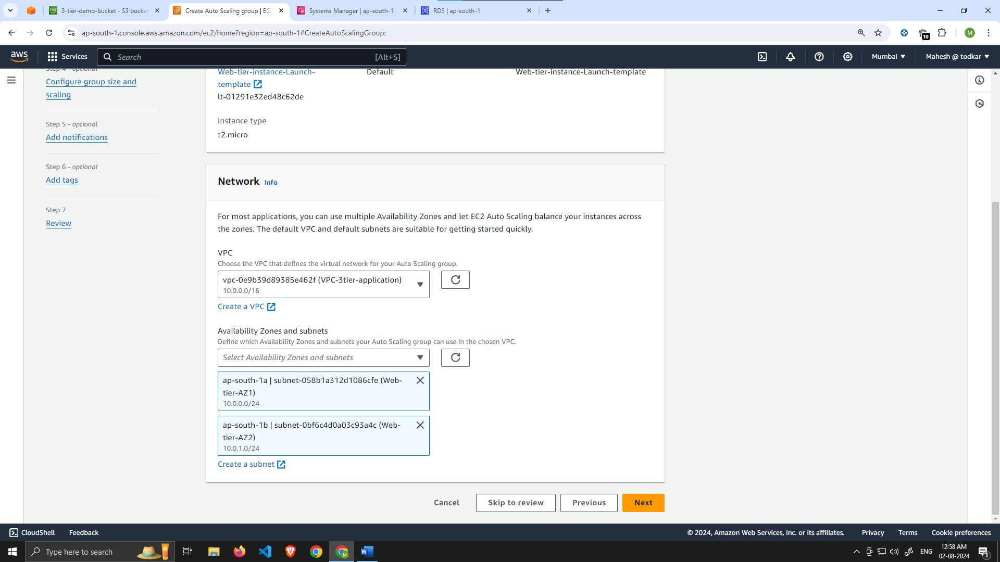 3-tier-demo-bucket - S3 bucket
Create Auto Scaling group | EC2
Systems Manager | ap-south-1
RDS | ap-south-1
ap-south-1.console.aws.amazon.com/ec2/home?region=ap-south-1#CreateAutoScalingGroup:
10
M
aws
Services
Search
[Alt+S]
Mumbai
Mahesh @ todkar
Step 4 - optional
Configure group size and
scaling
Step 5 - optional
Add notifications
Step 6 - optional
Add tags
Step 7
Review
Web-tier-instance-Launch-
template
lt-01291e32ed48c62de
Default
Web-tier-instance-Launch-template
Instance type
t2.micro
Network Info
For most applications, you can use multiple Availability Zones and let EC2 Auto Scaling balance your instances across
the zones. The default VPC and default subnets are suitable for getting started quickly.
VPC
Choose the VPC that defines the virtual network for your Auto Scaling group.
vpc-0e9b39d89385e462f (VPC-3tier-application)
10.0.0.0/16
Create a VPC
Availability Zones and subnets
Define which Availability Zones and subnets your Auto Scaling group can use in the chosen VPC.
Select Availability Zones and subnets
ap-south-1a | subnet-058b1a312d1086cfe (Web-
tier-AZ1)
10.0.0.0/24
ap-south-1b | subnet-0bf6c4d0a03c93a4c (Web-
tier-AZ2)
10.0.1.0/24
Create a subnet
Cancel
Skip to review
Previous
Next
CloudShell
Feedback
© 2024, Amazon Web Services, Inc. or its affiliates.
Privacy
Terms
Cookie preferences
Type here to search
ENG
12:58 AM
02-08-2024
1